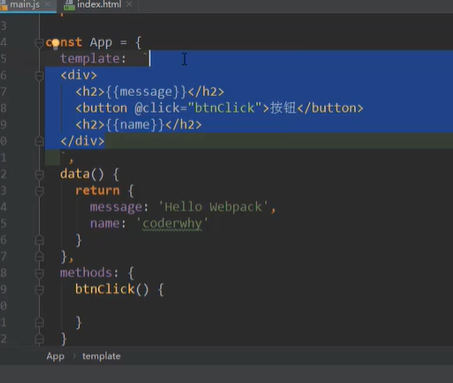 main.js × index.html ×
3
4 const App = {
5 template: `
6 <div>
7 <h2>{{message}}</h2>
8 <button @click="btnClick">按钮</button>
9 <h2>{{name}}</h2>
0 </div>
1 `,
2 data() {
3 return {
4 message: 'Hello Webpack',
5 name: 'coderwhy'
6 }
7 },
8 methods: {
9 btnClick() {
0
1 }
2 }
App › template